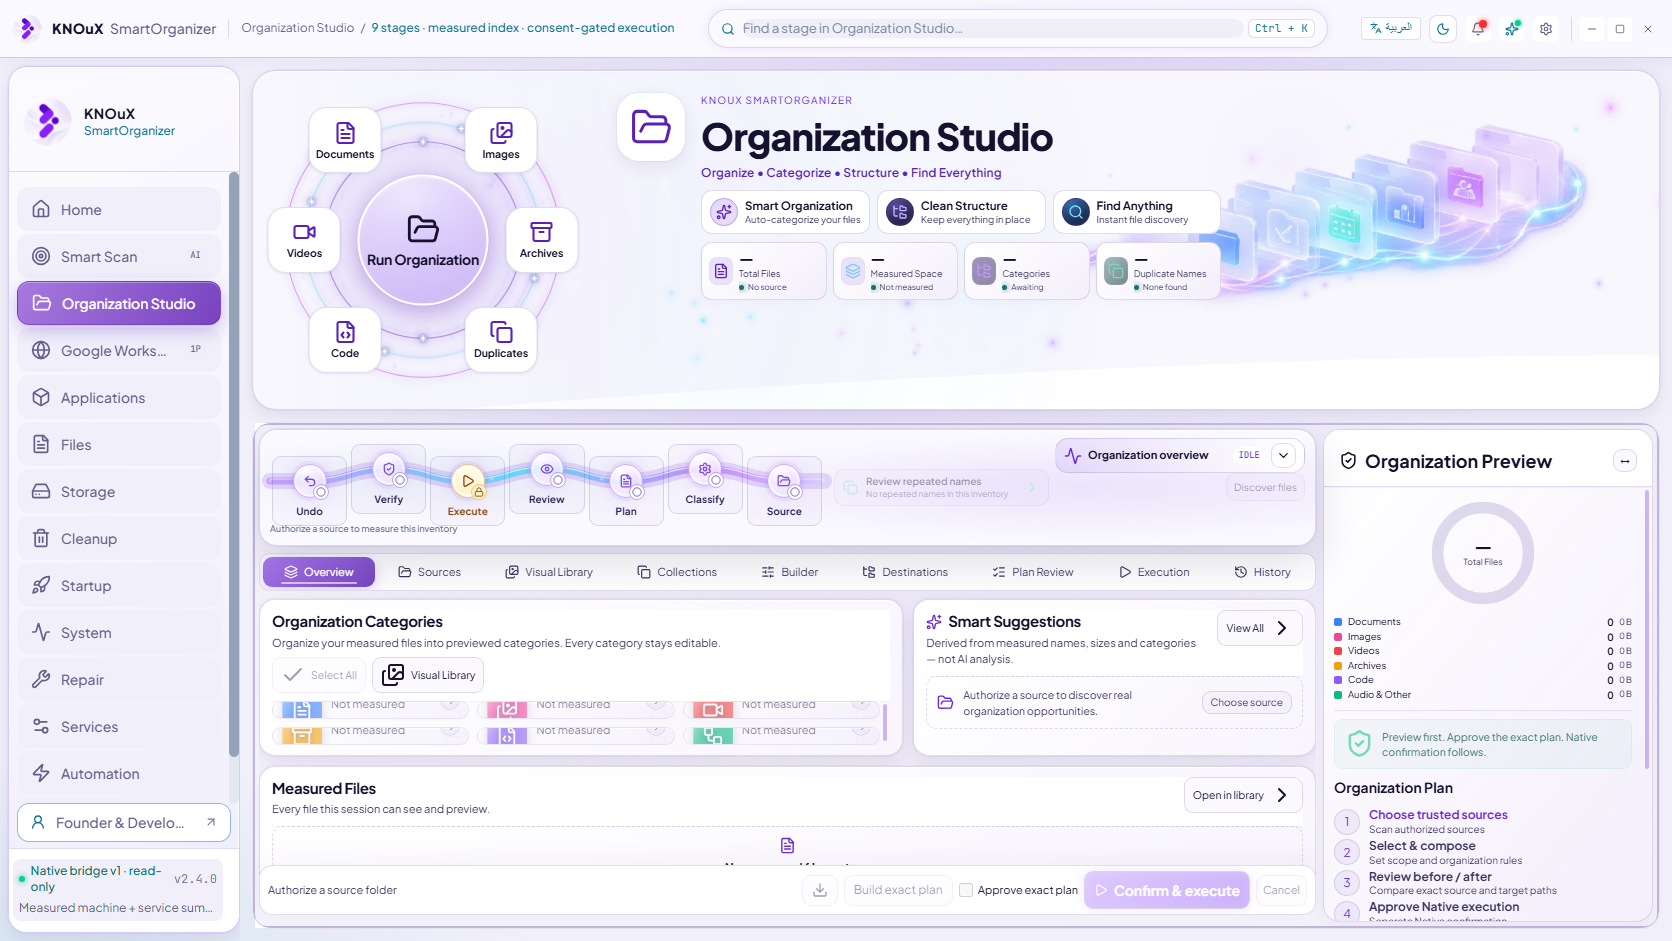 KNOuX SmartOrganizer
Organization Studio / 9 stages · measured index · consent-gated execution
Find a stage in Organization Studio...
Ctrl + K
العربية
KNOuX
SmartOrganizer
Home
Smart Scan AI
Organization Studio
Google Works... 1P
Applications
Files
Storage
Cleanup
Startup
System
Repair
Services
Automation
Founder & Develo...
Native bridge v1 · read-only
v2.4.0
Measured machine + service sum...
Documents
Images
Videos
Run Organization
Archives
Code
Duplicates
KNOUX SMARTORGANIZER
Organization Studio
Organize • Categorize • Structure • Find Everything
Smart Organization
Auto-categorize your files
Clean Structure
Keep everything in place
Find Anything
Instant file discovery
—
Total Files
No source
—
Measured Space
Not measured
—
Categories
Awaiting
—
Duplicate Names
None found
Undo
Verify
Execute
Review
Plan
Classify
Source
Authorize a source to measure this inventory
Review repeated names
No repeated names in this inventory
Organization overview IDLE
Discover files
Overview
Sources
Visual Library
Collections
Builder
Destinations
Plan Review
Execution
History
Organization Categories
Organize your measured files into previewed categories. Every category stays editable.
Select All
Visual Library
Not measured
Not measured
Not measured
Not measured
Not measured
Not measured
Smart Suggestions
Derived from measured names, sizes and categories
— not AI analysis.
View All
Authorize a source to discover real
organization opportunities.
Choose source
Measured Files
Every file this session can see and preview.
Open in library
Authorize a source folder
Build exact plan
Approve exact plan
Confirm & execute
Cancel
Organization Preview
—
Total Files
Documents 0 0 B
Images 0 0 B
Videos 0 0 B
Archives 0 0 B
Code 0 0 B
Audio & Other 0 0 B
Preview first. Approve the exact plan. Native
confirmation follows.
Organization Plan
1 Choose trusted sources
Scan authorized sources
2 Select & compose
Set scope and organization rules
3 Review before / after
Compare exact source and target paths
4 Approve Native execution
Separate Native confirmation